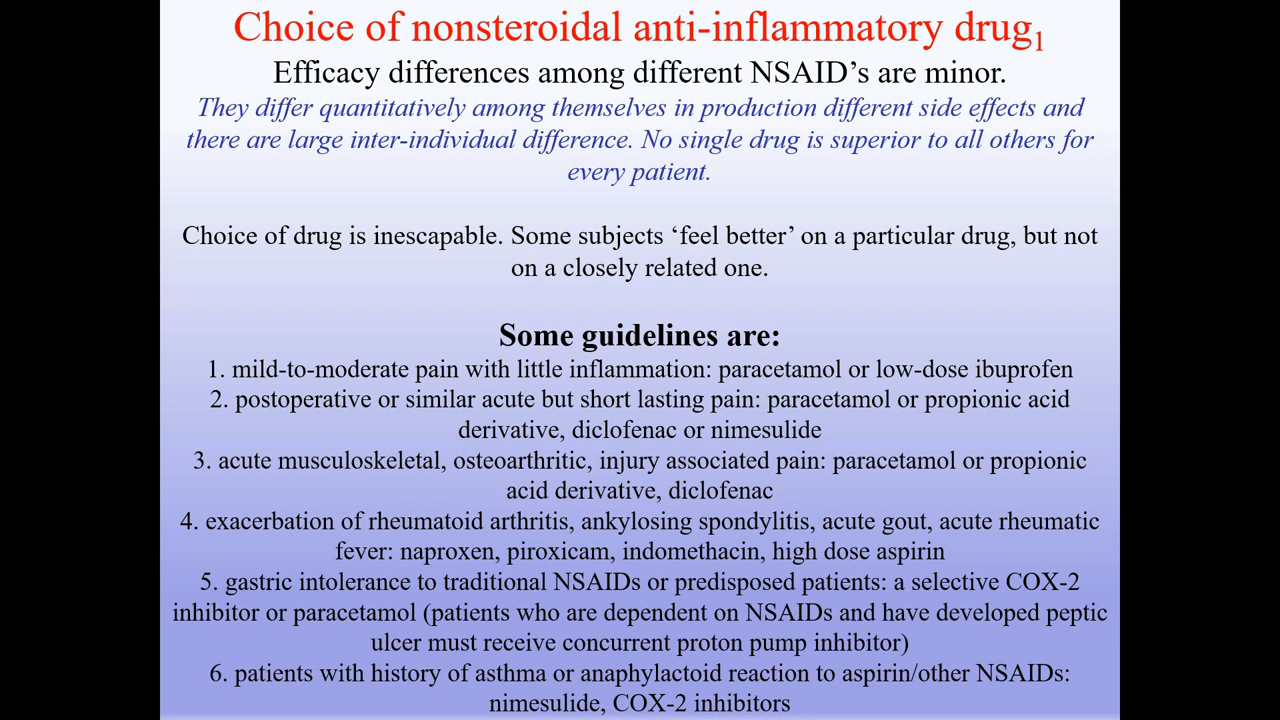 Choice of nonsteroidal anti-inflammatory drug1
Efficacy differences among different NSAID’s are minor.
They differ quantitatively among themselves in production different side effects and
there are large inter-individual difference. No single drug is superior to all others for
every patient.
Choice of drug is inescapable. Some subjects ‘feel better’ on a particular drug, but not
on a closely related one.
Some guidelines are:
1. mild-to-moderate pain with little inflammation: paracetamol or low-dose ibuprofen
2. postoperative or similar acute but short lasting pain: paracetamol or propionic acid
derivative, diclofenac or nimesulide
3. acute musculoskeletal, osteoarthritic, injury associated pain: paracetamol or propionic
acid derivative, diclofenac
4. exacerbation of rheumatoid arthritis, ankylosing spondylitis, acute gout, acute rheumatic
fever: naproxen, piroxicam, indomethacin, high dose aspirin
5. gastric intolerance to traditional NSAIDs or predisposed patients: a selective COX-2
inhibitor or paracetamol (patients who are dependent on NSAIDs and have developed peptic
ulcer must receive concurrent proton pump inhibitor)
6. patients with history of asthma or anaphylactoid reaction to aspirin/other NSAIDs:
nimesulide, COX-2 inhibitors